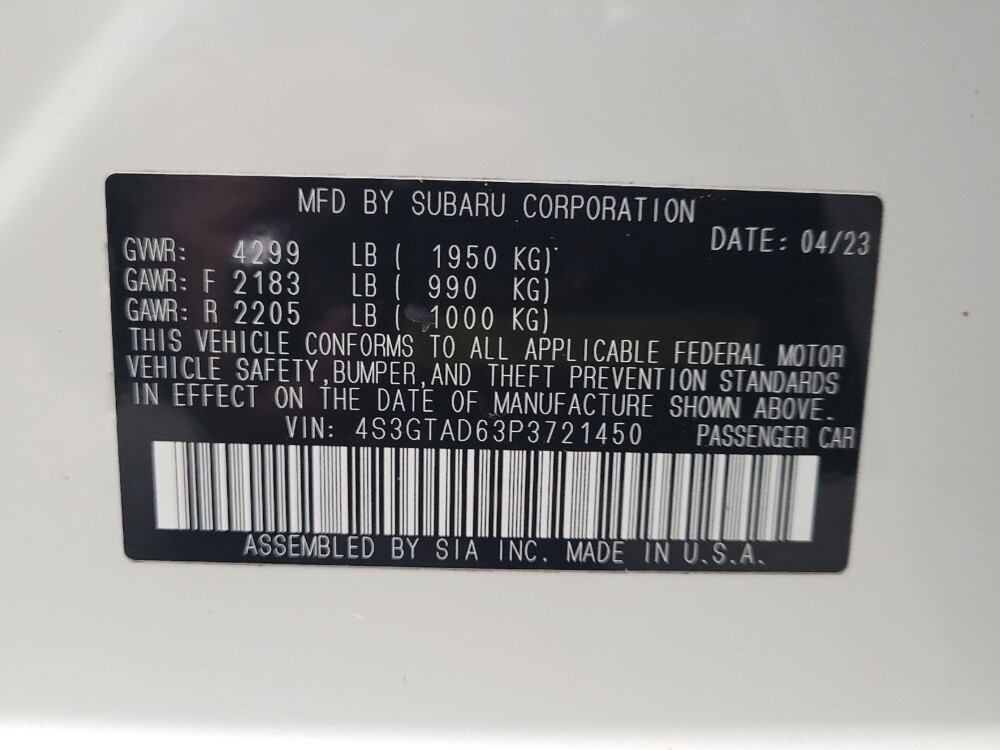 MFD BY SUBARU CORPORATION
DATE: 04/23
GVWR: 4299 LB ( 1950 KG)
GAWR: F 2183 LB ( 990 KG)
GAWR: R 2205 LB ( 1000 KG)
THIS VEHICLE CONFORMS TO ALL APPLICABLE FEDERAL MOTOR
VEHICLE SAFETY,BUMPER,AND THEFT PREVENTION STANDARDS
IN EFFECT ON THE DATE OF MANUFACTURE SHOWN ABOVE.
VIN: 4S3GTAD63P3721450 PASSENGER CAR
ASSEMBLED BY SIA INC. MADE IN U.S.A.